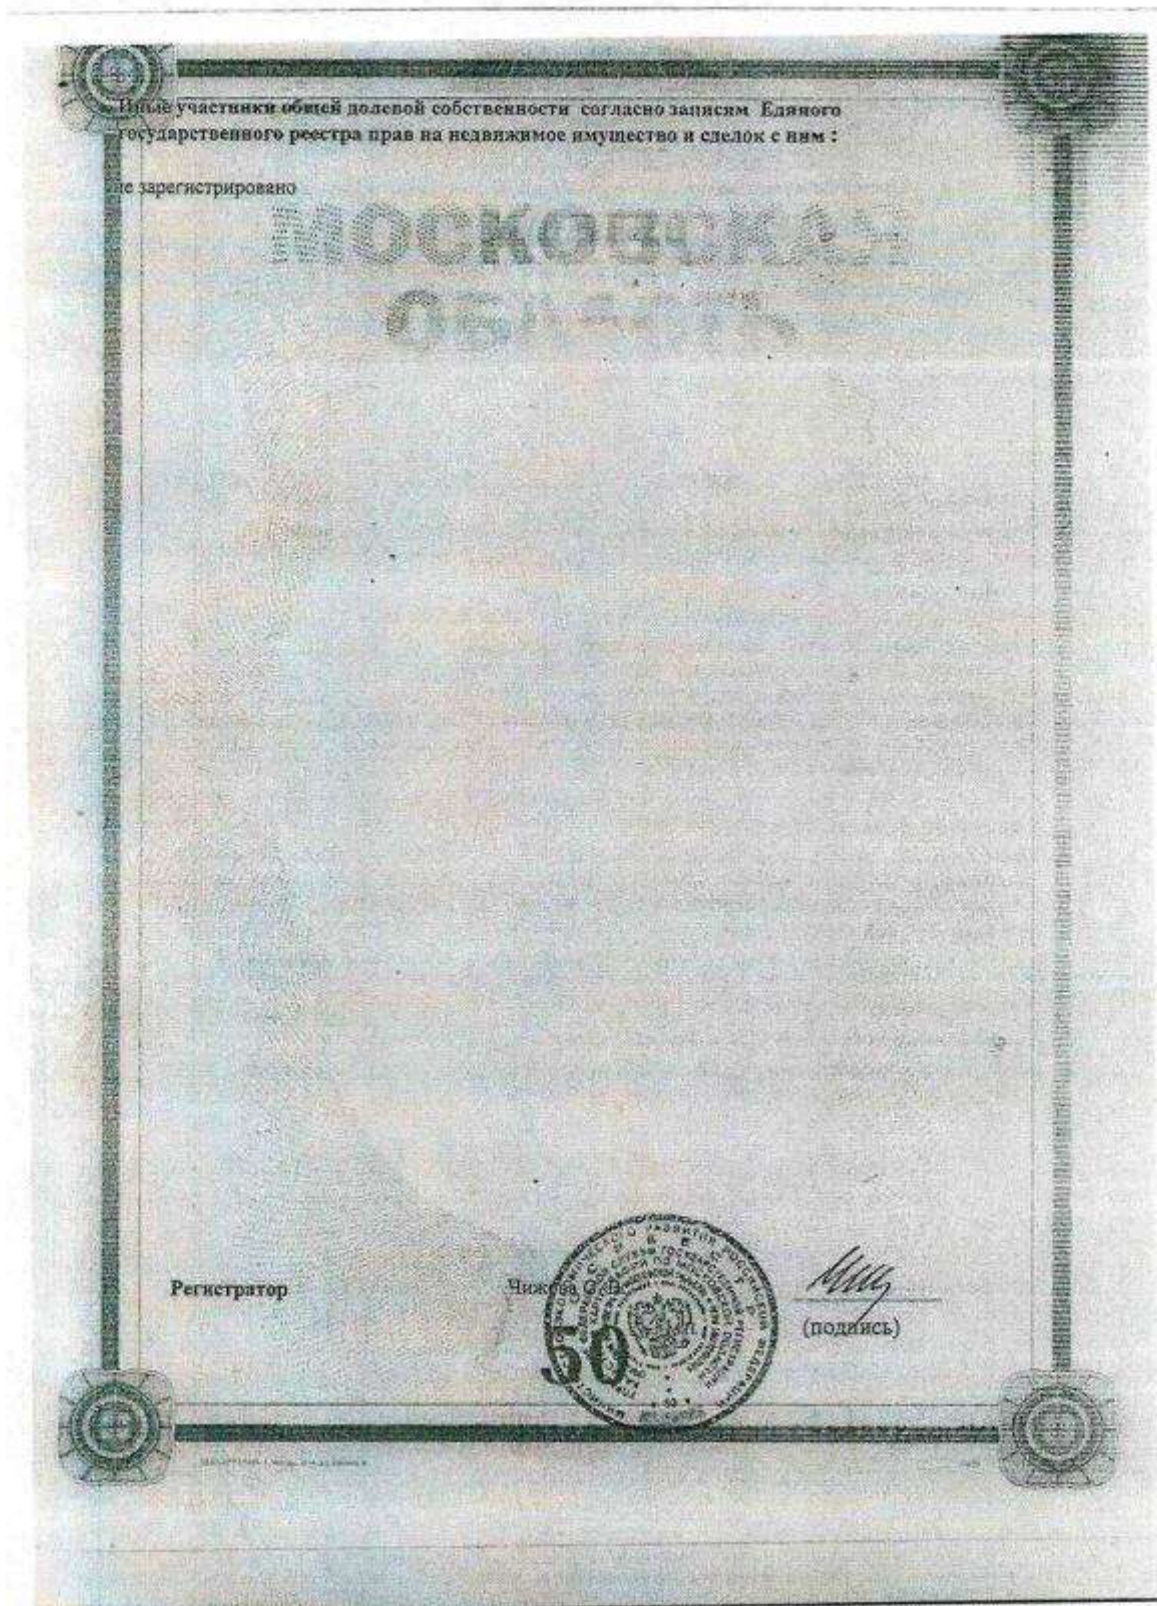 Иные участники общей долевой собственности согласно записям Единого
государственного реестра прав на недвижимое имущество и сделок с ним :
не зарегистрировано
МОСКОВСКАЯ
ОБЛАСТЬ
Регистратор
(подпись)
50